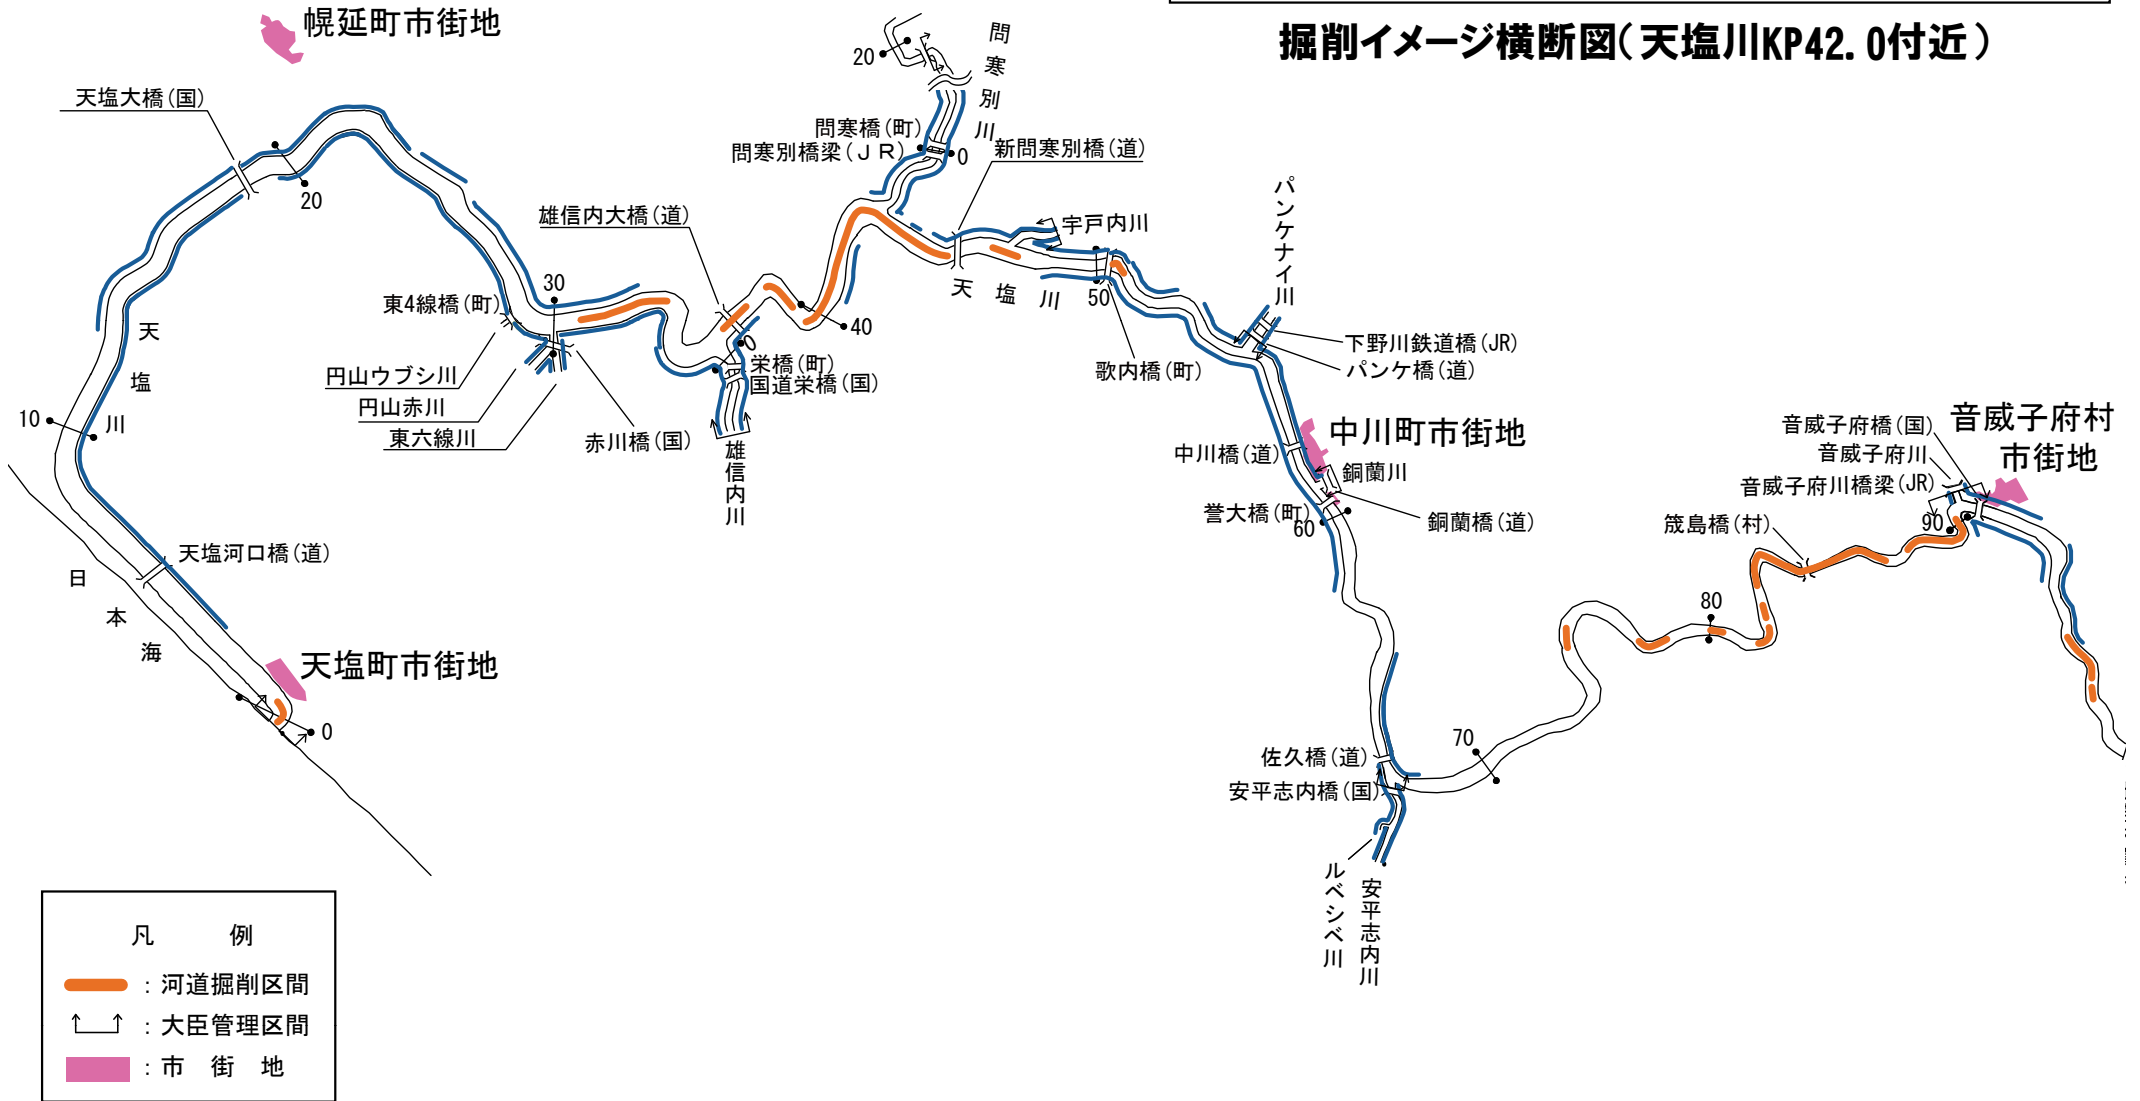 掘削イメージ横断図(天塩川KP42.0付近)
幌延町市街地
天塩大橋(国)
20
問寒別川
20
問寒橋(町)
問寒別橋梁(JR)
0
新問寒別橋(道)
雄信内大橋(道)
宇戸内川
パンケナイ川
天塩川
50
30
東4線橋(町)
40
下野川鉄道橋(JR)
パンケ橋(道)
歌内橋(町)
0
栄橋(町)
国道栄橋(国)
円山ウブシ川
円山赤川
東六線川
赤川橋(国)
雄信内川
天塩川
10
中川町市街地
中川橋(道)
銅蘭川
誉大橋(町)
60
銅蘭橋(道)
音威子府橋(国)
音威子府村
市街地
音威子府川
音威子府川橋梁(JR)
90
筬島橋(村)
天塩河口橋(道)
日本海
80
天塩町市街地
0
70
佐久橋(道)
安平志内橋(国)
ルベシベ川
安平志内川
凡 例
:河道掘削区間
:大臣管理区間
:市 街 地